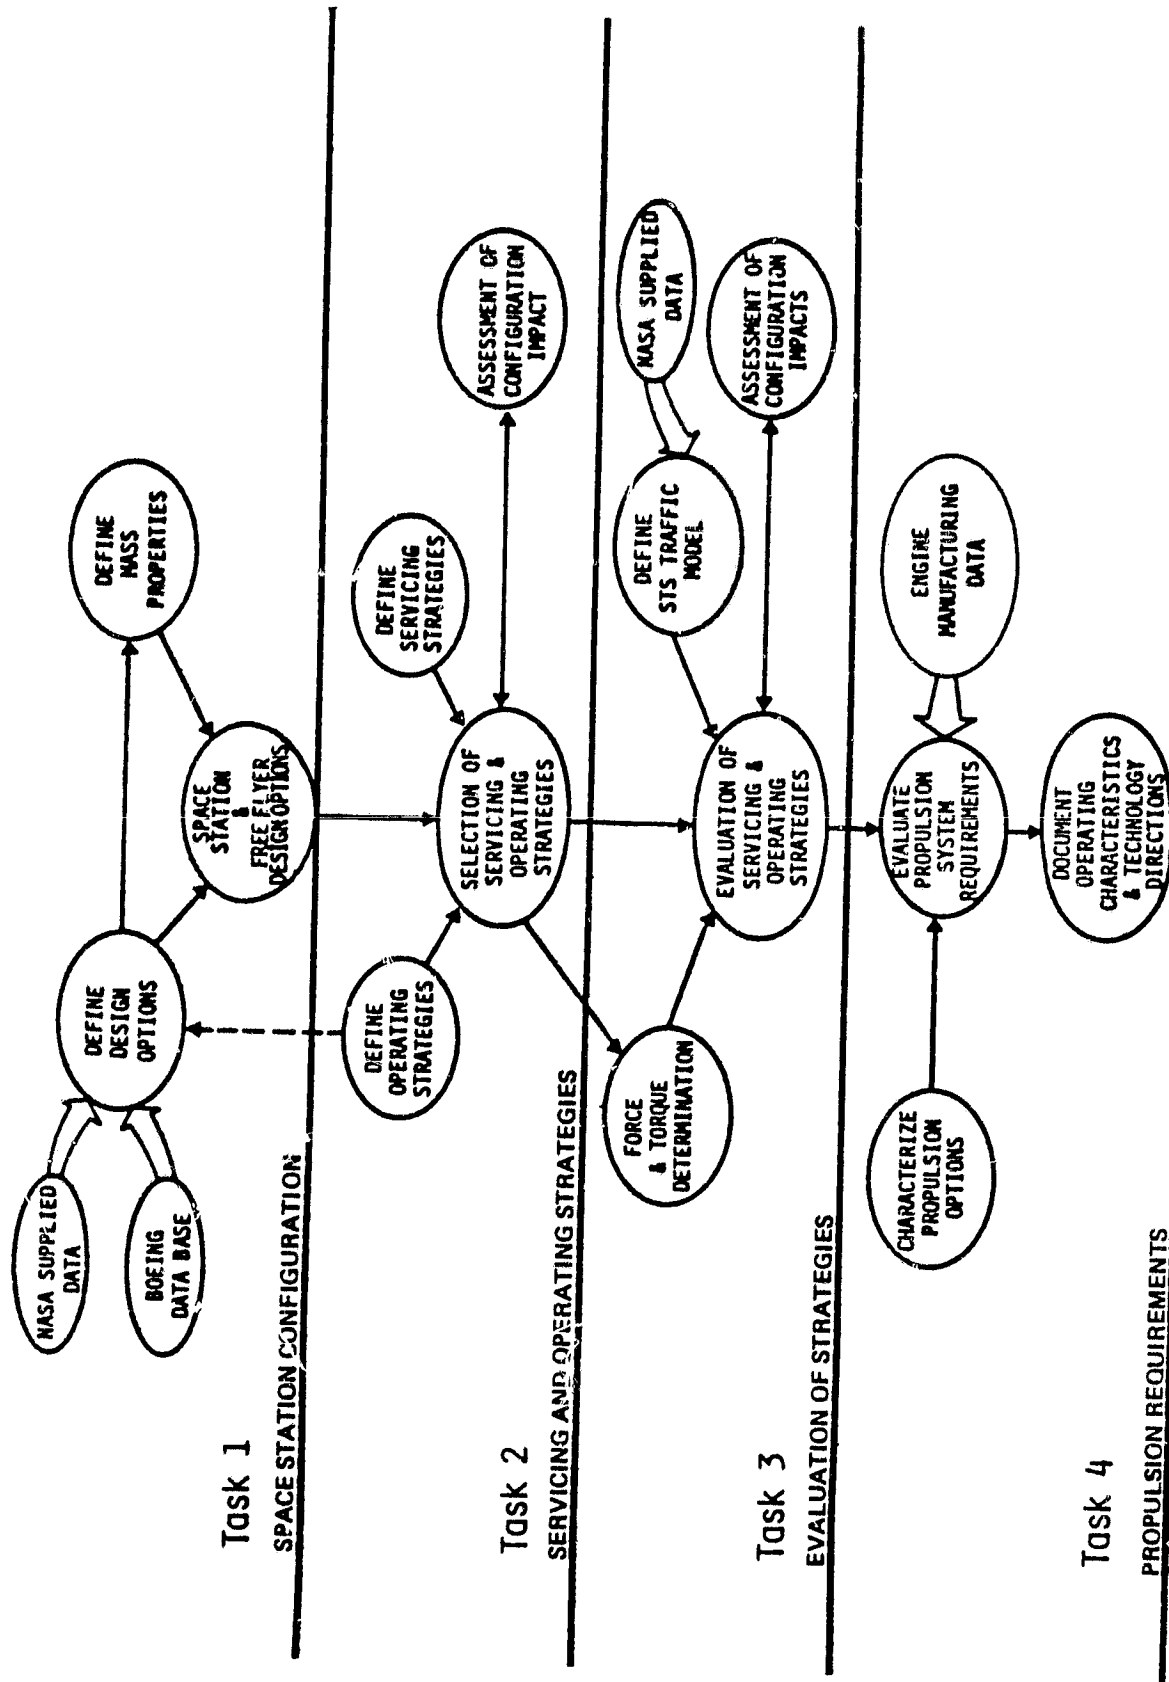 NASA SUPPLIED
DATA
BOEING
DATA BASE
DEFINE
DESIGN
OPTIONS
DEFINE
MASS
PROPERTIES
SPACE
STATION
&
FREE FLYER
DESIGN OPTIONS
Task 1
SPACE STATION CONFIGURATION
DEFINE
OPERATING
STRATEGIES
DEFINE
SERVICING
STRATEGIES
SELECTION OF
SERVICING &
OPERATING
STRATEGIES
ASSESSMENT OF
CONFIGURATION
IMPACT
Task 2
SERVICING AND OPERATING STRATEGIES
FORCE
& TORQUE
DETERMINATION
DEFINE
STS TRAFFIC
MODEL
NASA SUPPLIED
DATA
EVALUATION OF
SERVICING &
OPERATING
STRATEGIES
ASSESSMENT OF
CONFIGURATION
IMPACTS
Task 3
EVALUATION OF STRATEGIES
CHARACTERIZE
PROPULSION
OPTIONS
EVALUATE
PROPULSION
SYSTEM
REQUIREMENTS
ENGINE
MANUFACTURING
DATA
DOCUMENT
OPERATING
CHARACTERISTICS
& TECHNOLOGY
DIRECTIONS
Task 4
PROPULSION REQUIREMENTS